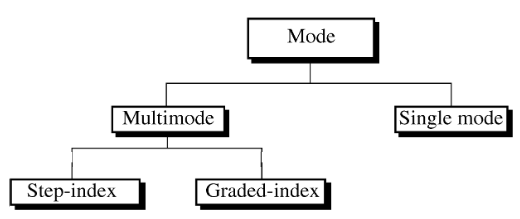 Mode
Multimode
Single mode
Step-index
Graded-index